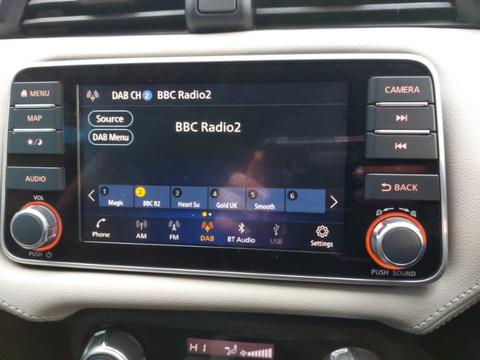 MENU
MAP
AUDIO
VOL
PUSH
DAB CH 2 BBC Radio2
Source
DAB Menu
BBC Radio2
1 2 3 4 5 6
Magic BBC R2 Heart Su Gold UK Smooth
Phone AM FM DAB BT Audio USB Settings
CAMERA
BACK
PUSH SOUND
HI